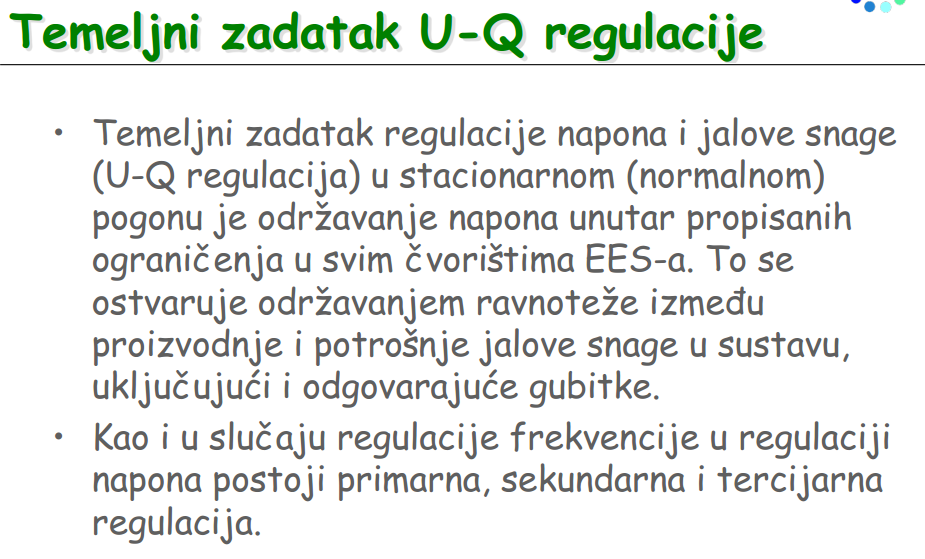 Temeljni zadatak U-Q regulacije
• Temeljni zadatak regulacije napona i jalove snage
(U-Q regulacija) u stacionarnom (normalnom)
pogonu je održavanje napona unutar propisanih
ograničenja u svim čvorištima EES-a. To se
ostvaruje održavanjem ravnoteže između
proizvodnje i potrošnje jalove snage u sustavu,
uključujući i odgovarajuće gubitke.
• Kao i u slučaju regulacije frekvencije u regulaciji
napona postoji primarna, sekundarna i tercijarna
regulacija.